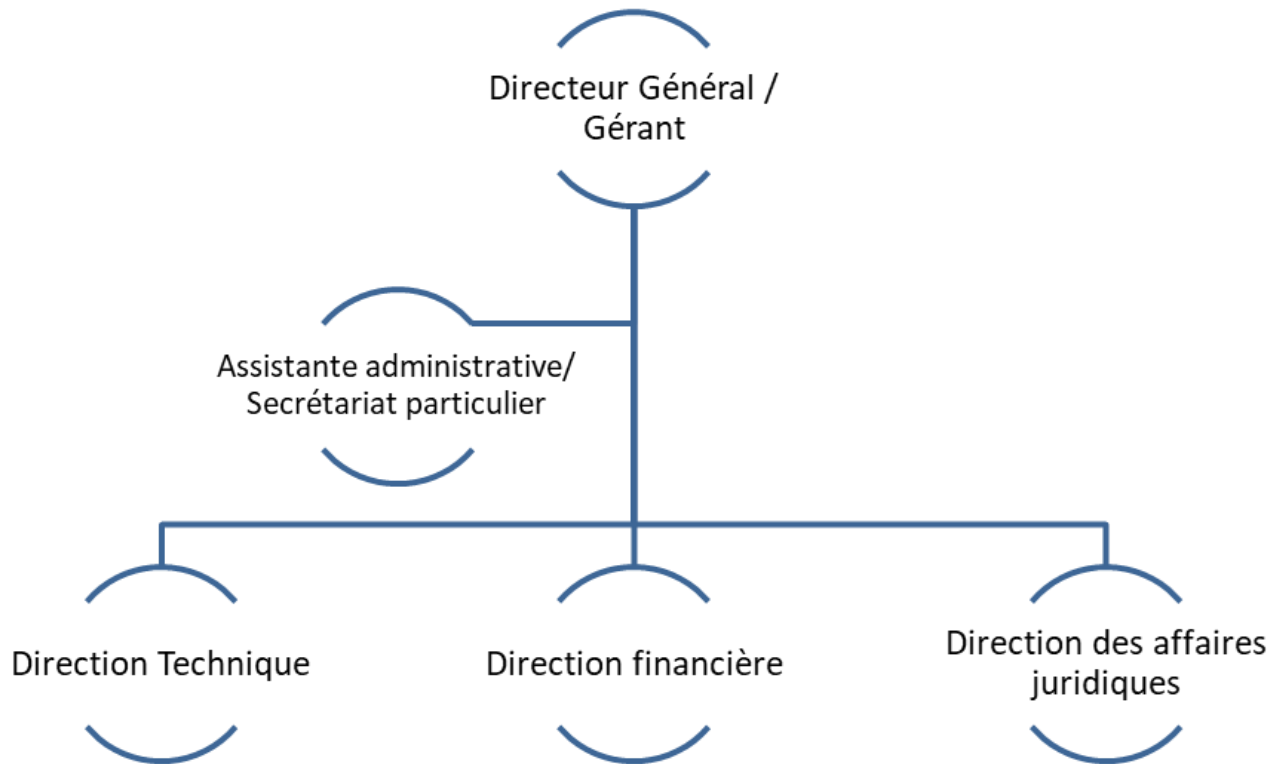 Directeur Général /
Gérant
Assistante administrative/
Secrétariat particulier
Direction Technique
Direction financière
Direction des affaires
juridiques